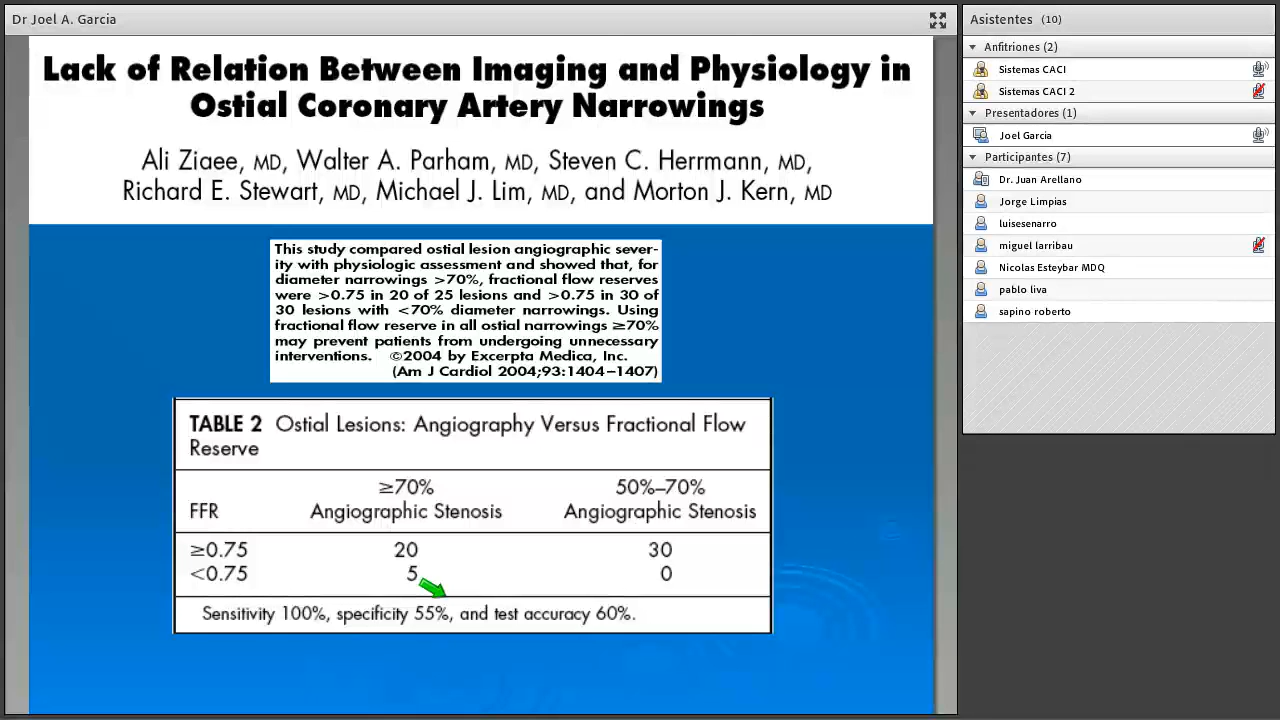 Dr Joel A. Garcia
Lack of Relation Between Imaging and Physiology in
Ostial Coronary Artery Narrowings
Ali Ziaee, MD, Walter A. Parham, MD, Steven C. Herrmann, MD,
Richard E. Stewart, MD, Michael J. Lim, MD, and Morton J. Kern, MD
This study compared ostial lesion angiographic sever-
ity with physiologic assessment and showed that, for
diameter narrowings >70%, fractional flow reserves
were >0.75 in 20 of 25 lesions and >0.75 in 30 of
30 lesions with <70% diameter narrowings. Using
fractional flow reserve in all ostial narrowings ≥70%
may prevent patients from undergoing unnecessary
interventions. ©2004 by Excerpta Medica, Inc.
(Am J Cardiol 2004;93:1404–1407)
TABLE 2 Ostial Lesions: Angiography Versus Fractional Flow
Reserve
≥70% 50%–70%
FFR Angiographic Stenosis Angiographic Stenosis
≥0.75 20 30
<0.75 5 0
Sensitivity 100%, specificity 55%, and test accuracy 60%.
Asistentes (10)
Anfitriones (2)
Sistemas CACI
Sistemas CACI 2
Presentadores (1)
Joel Garcia
Participantes (7)
Dr. Juan Arellano
Jorge Limpias
luisesenarro
miguel larribau
Nicolas Esteybar MDQ
pablo liva
sapino roberto